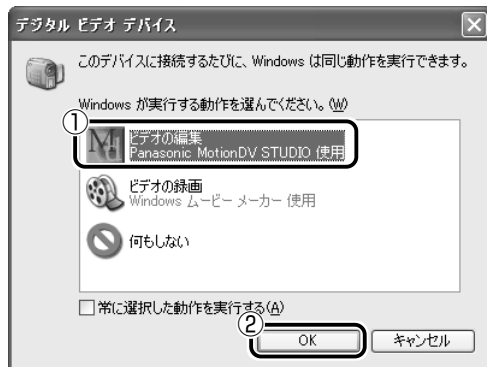 デジタル ビデオ デバイス
このデバイスに接続するたびに、Windows は同じ動作を実行できます。
Windows が実行する動作を選んでください。(W)
①
ビデオの編集
Panasonic MotionDV STUDIO 使用
ビデオの録画
Windows ムービー メーカー 使用
何もしない
常に選択した動作を実行する(A)
②
OK キャンセル